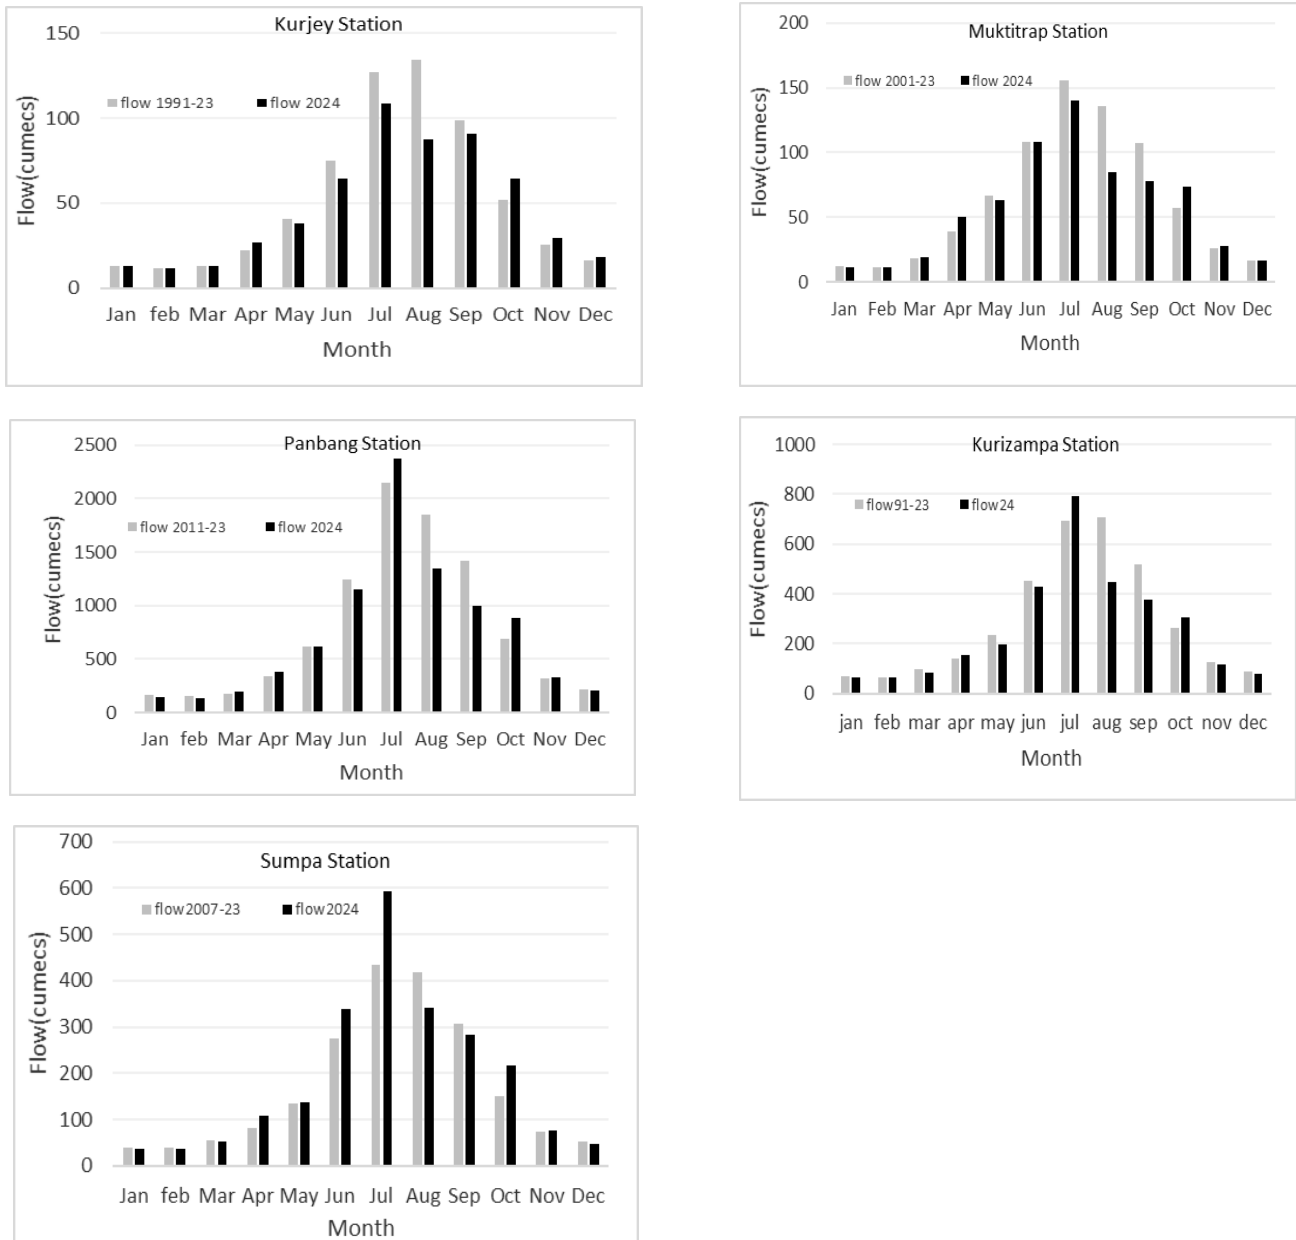 Kurjey Station
150
100
50
0
Flow(cumecs)
flow 1991-23 flow 2024
Jan feb Mar Apr May Jun Jul Aug Sep Oct Nov Dec
Month
Muktitrap Station
200
150
100
50
0
Flow(cumecs)
flow 2001-23 flow 2024
Jan Feb Mar Apr May Jun Jul Aug Sep Oct Nov Dec
Month
Panbang Station
2500
2000
1500
1000
500
0
Flow(cumecs)
flow 2011-23 flow 2024
Jan feb Mar Apr May Jun Jul Aug Sep Oct Nov Dec
Month
Kurizampa Station
1000
800
600
400
200
0
Flow(cumecs)
flow91-23 flow24
jan feb mar apr may jun jul aug sep oct nov dec
Month
Sumpa Station
700
600
500
400
300
200
100
0
Flow(cumecs)
flow2007-23 flow2024
Jan feb Mar Apr May Jun Jul Aug Sep Oct Nov Dec
Month